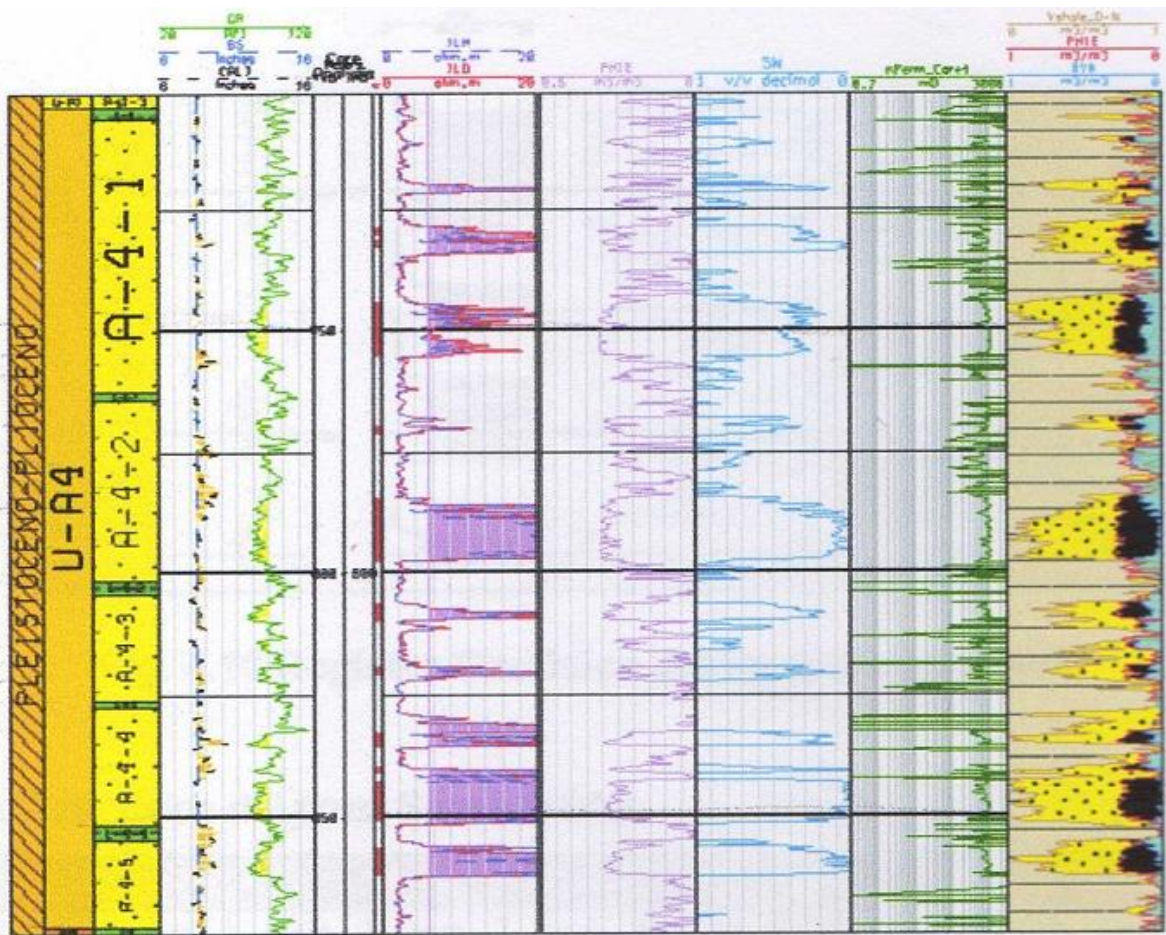 GR
20 API 120
BS
6 Inches 16
CALI
6 Inches 16
ILM
0 ohm.m 20
ILD
0 ohm.m 20
PHIE
0.5 m3/m3 0
SW
1 v/v decimal 0
0.2 mD 3000
Vshale_D-N
0 m3/m3 1
PHIE
1 m3/m3 0
BVW
1 m3/m3 0
PLEISTOCENO-PLIOCENO
U-A4
A-4-1
A-4-2
A-4-3
A-4-4
A-4-5